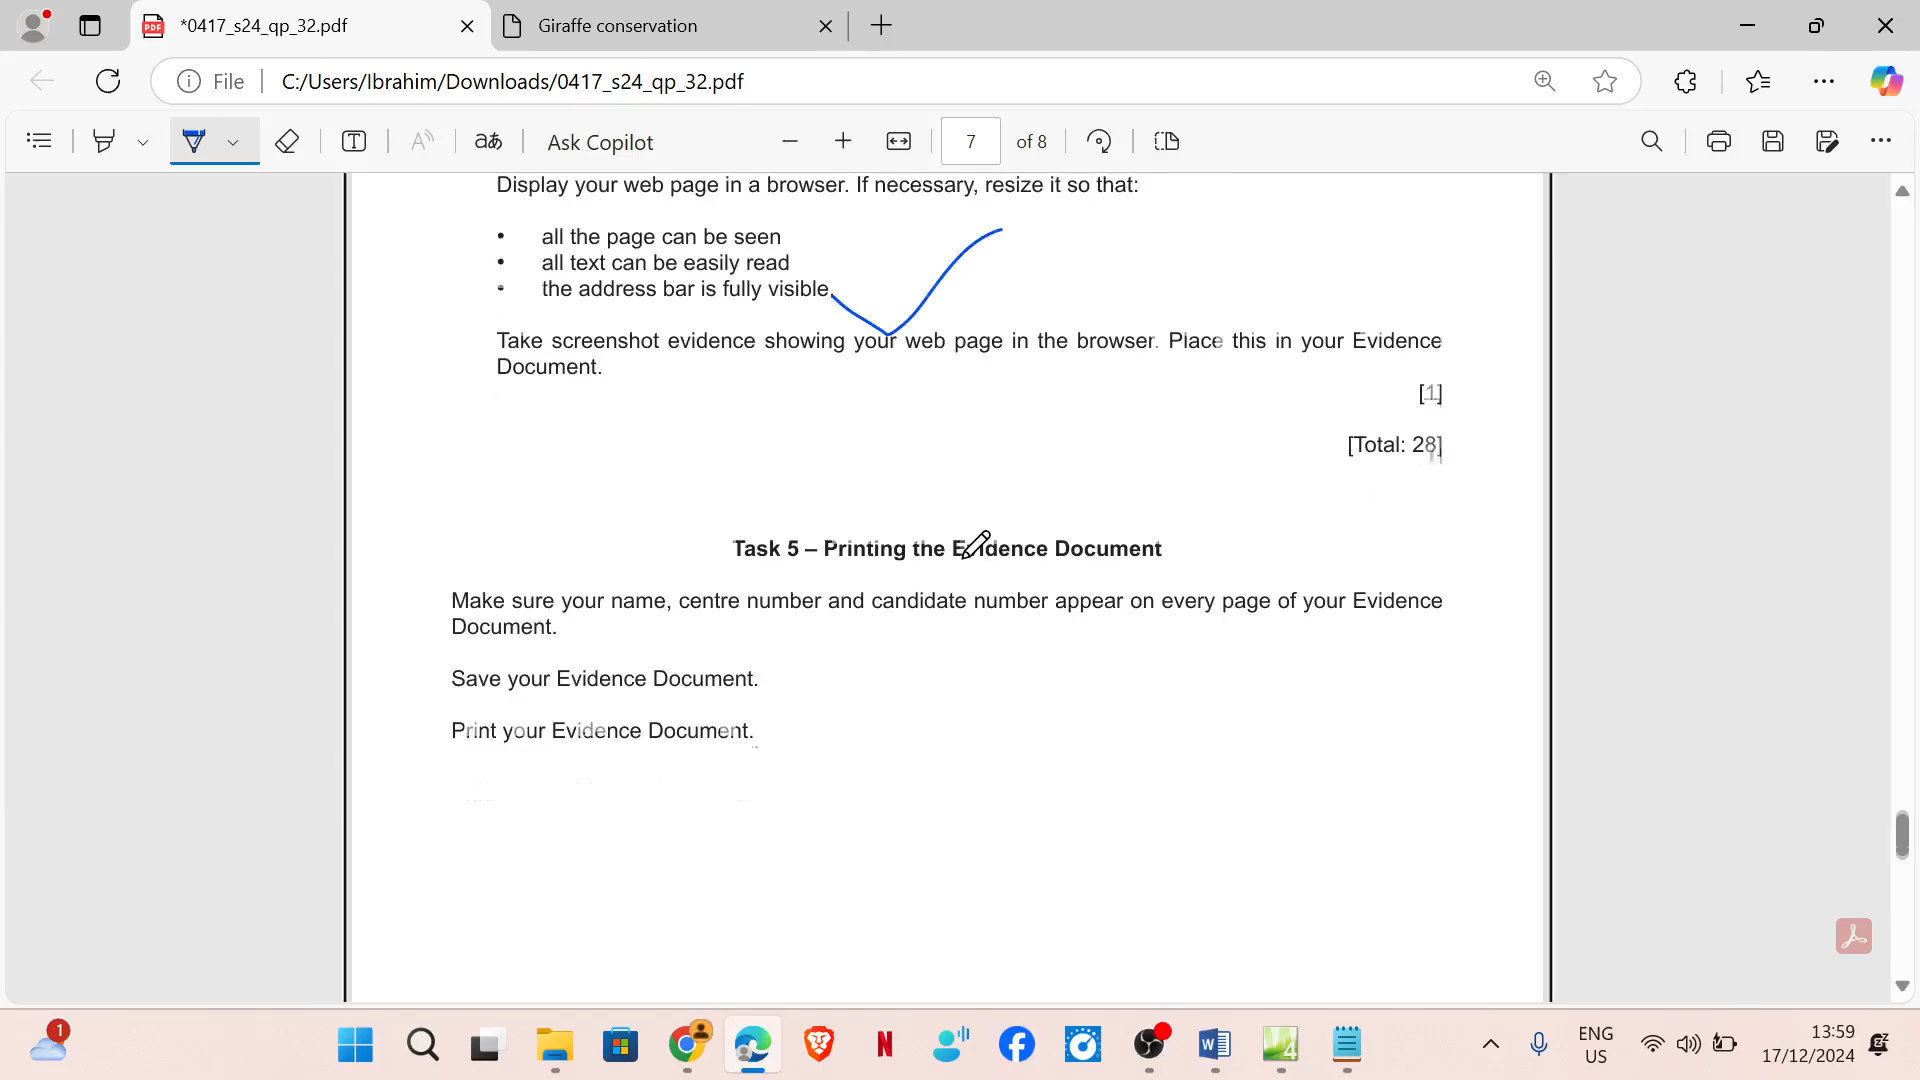 *0417_s24_qp_32.pdf
Giraffe conservation
File
C:/Users/Ibrahim/Downloads/0417_s24_qp_32.pdf
Ask Copilot
7
of 8
Display your web page in a browser. If necessary, resize it so that:
• all the page can be seen
• all text can be easily read
• the address bar is fully visible.
Take screenshot evidence showing your web page in the browser. Place this in your Evidence
Document.
[1]
[Total: 28]
Task 5 – Printing the Evidence Document
Make sure your name, centre number and candidate number appear on every page of your Evidence
Document.
Save your Evidence Document.
Print your Evidence Document.
1
ENG
US
13:59
17/12/2024